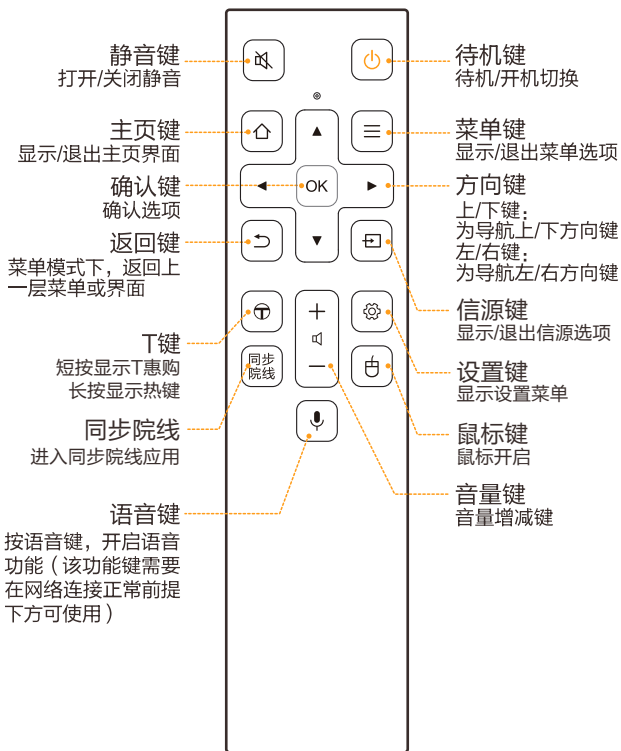 静音键
打开/关闭静音
主页键
显示/退出主页界面
确认键
确认选项
返回键
菜单模式下，返回上
一层菜单或界面
T键
短按显示T惠购
长按显示热键
同步院线
进入同步院线应用
语音键
按语音键，开启语音
功能（该功能键需要
在网络连接正常前提
下方可使用）
OK
同步
院线
待机键
待机/开机切换
菜单键
显示/退出菜单选项
方向键
上/下键：
为导航上/下方向键
左/右键：
为导航左/右方向键
信源键
显示/退出信源选项
设置键
显示设置菜单
鼠标键
鼠标开启
音量键
音量增减键